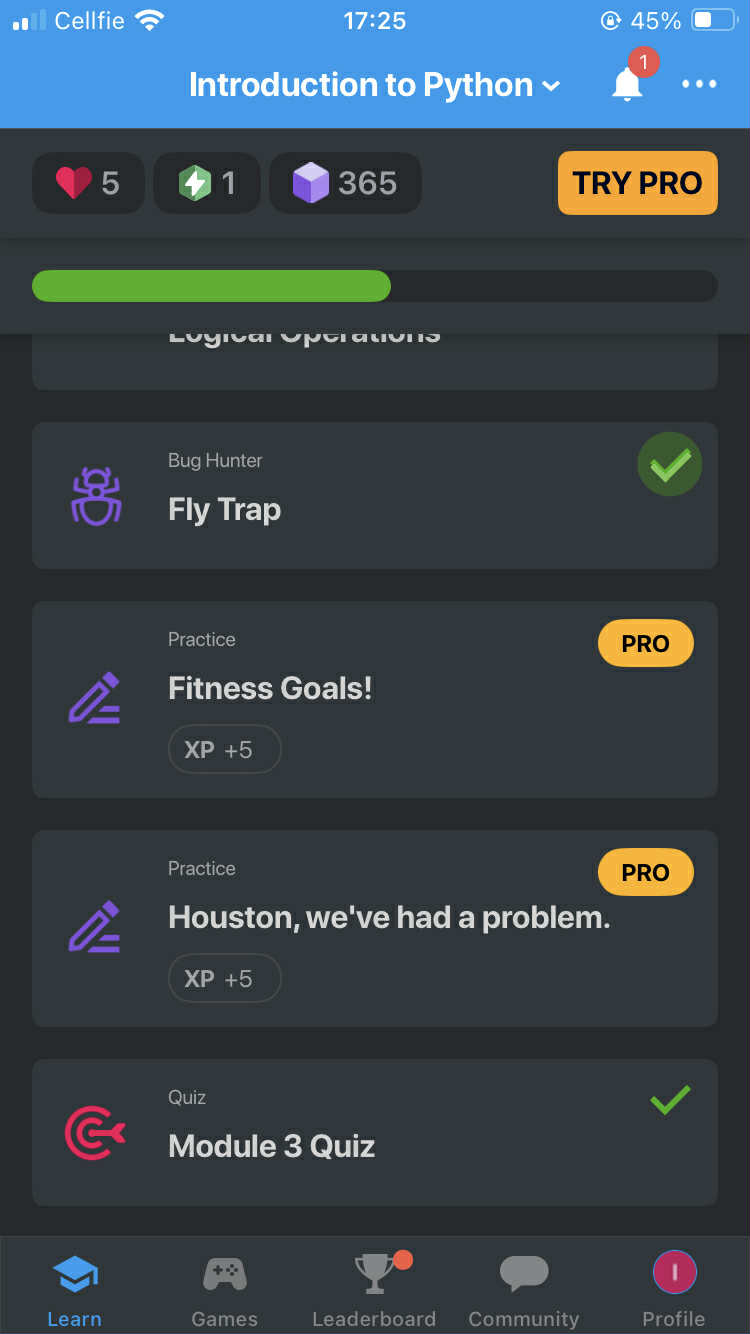 Cellfie 17:25 45%
Introduction to Python 1
5 1 365 TRY PRO
Logical Operations
Bug Hunter
Fly Trap
Practice PRO
Fitness Goals!
XP +5
Practice PRO
Houston, we've had a problem.
XP +5
Quiz
Module 3 Quiz
Learn Games Leaderboard Community Profile
I